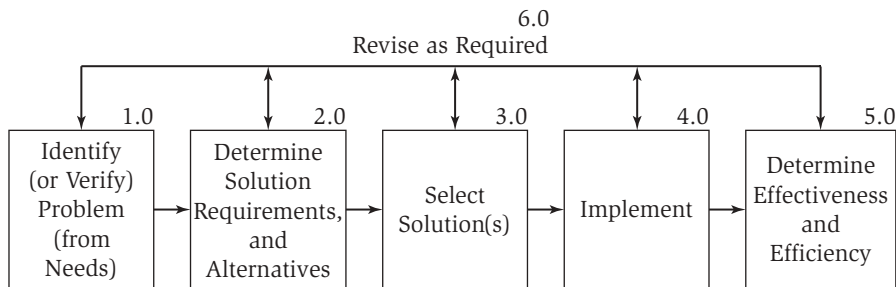 6.0
Revise as Required
1.0
Identify
(or Verify)
Problem
(from
Needs)
2.0
Determine
Solution
Requirements,
and
Alternatives
3.0
Select
Solution(s)
4.0
Implement
5.0
Determine
Effectiveness
and
Efficiency